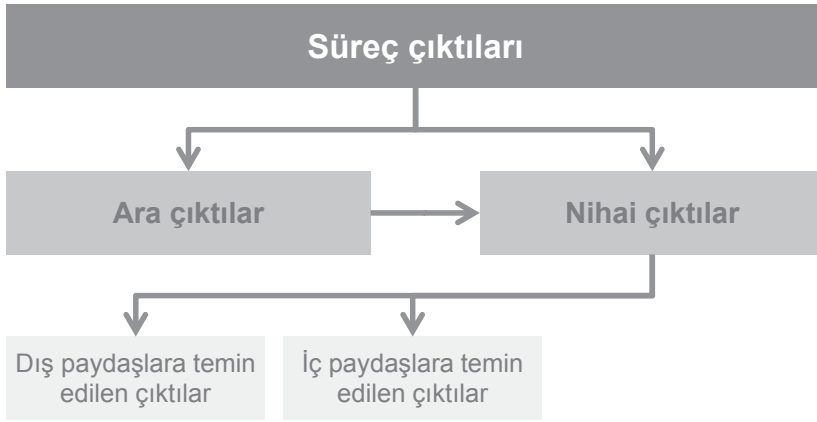 Süreç çıktıları
Ara çıktılar
Nihai çıktılar
Dış paydaşlara temin
edilen çıktılar
İç paydaşlara temin
edilen çıktılar